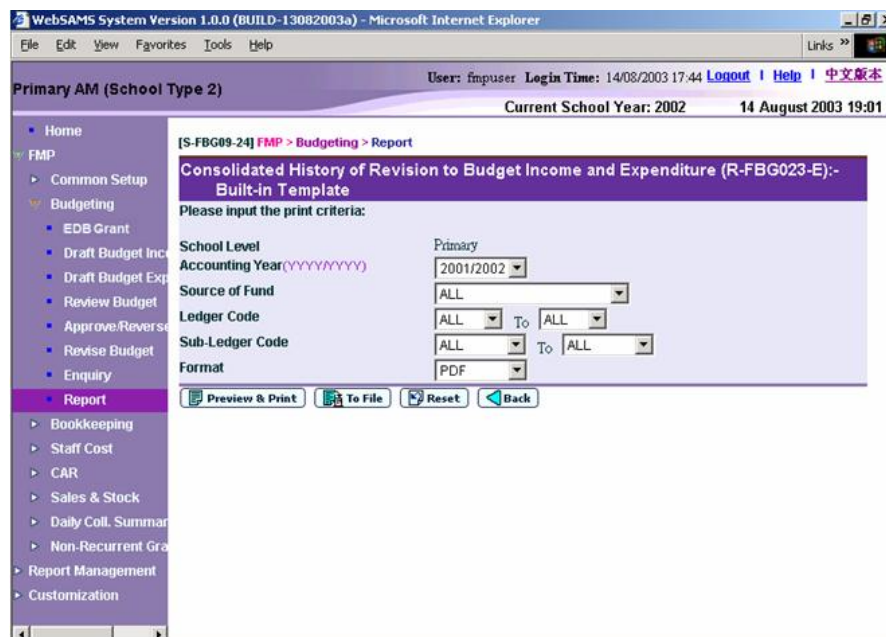 WebSAMS System Version 1.0.0 (BUILD-13082003a) - Microsoft Internet Explorer
File Edit View Favorites Tools Help Links »
Primary AM (School Type 2)
User: fmpuser Login Time: 14/08/2003 17:44 Logout | Help | 中文版本
Current School Year: 2002 14 August 2003 19:01
Home
FMP
Common Setup
Budgeting
EDB Grant
Draft Budget Inc
Draft Budget Exp
Review Budget
Approve/Reverse
Revise Budget
Enquiry
Report
Bookkeeping
Staff Cost
CAR
Sales & Stock
Daily Coll. Summar
Non-Recurrent Gra
Report Management
Customization
[S-FBG09-24] FMP > Budgeting > Report
Consolidated History of Revision to Budget Income and Expenditure (R-FBG023-E):-
Built-in Template
Please input the print criteria:
School Level Primary
Accounting Year(YYYY/YYYY) 2001/2002
Source of Fund ALL
Ledger Code ALL To ALL
Sub-Ledger Code ALL To ALL
Format PDF
Preview & Print To File Reset Back